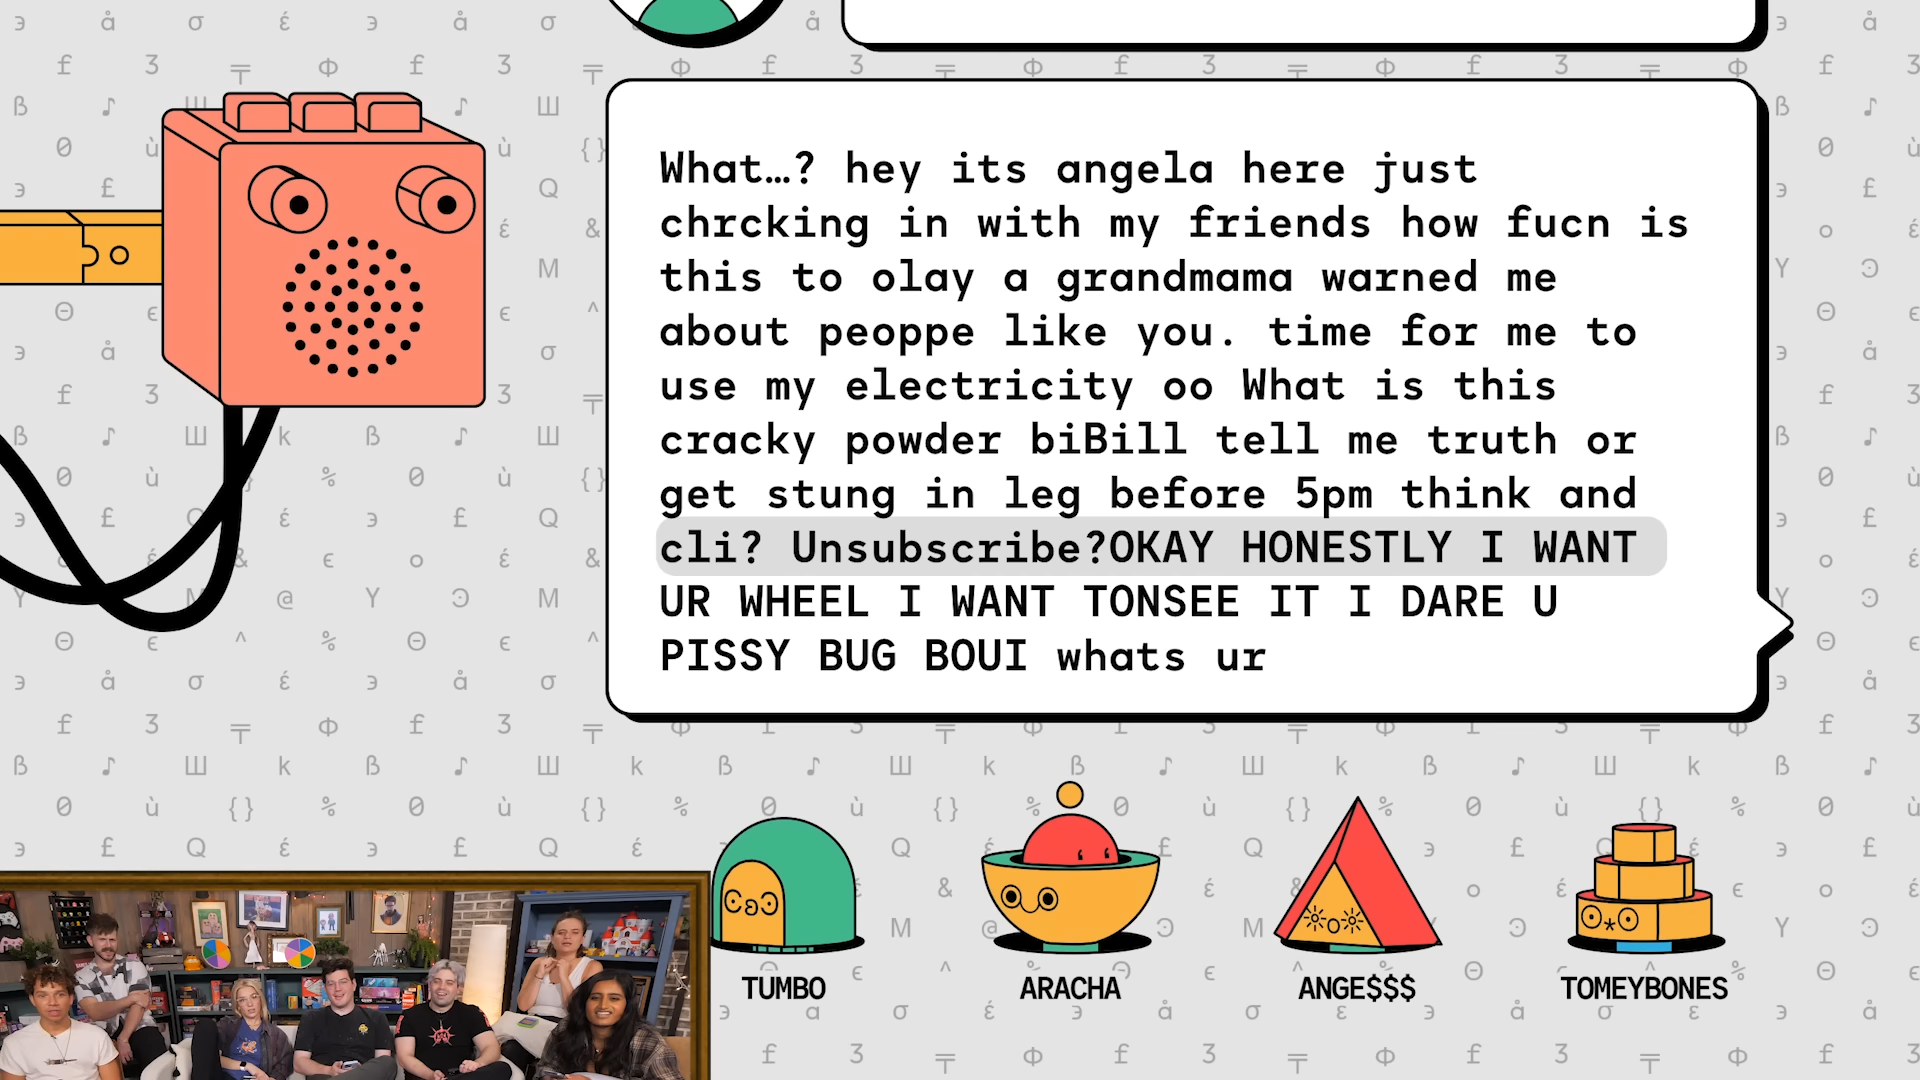 What…? hey its angela here just
chrcking in with my friends how fucn is
this to olay a grandmama warned me
about peoppe like you. time for me to
use my electricity oo What is this
cracky powder biBill tell me truth or
get stung in leg before 5pm think and
cli? Unsubscribe?OKAY HONESTLY I WANT
UR WHEEL I WANT TONSEE IT I DARE U
PISSY BUG BOUI whats ur
TUMBO
ARACHA
ANGE$$$
TOMEYBONES